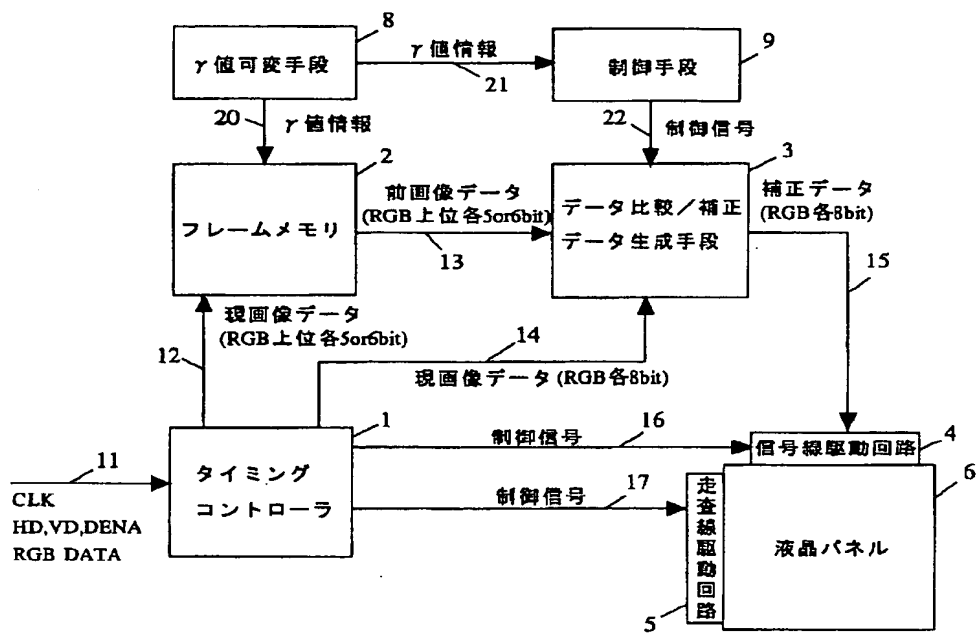 8
γ値可変手段
γ値情報
21
9
制御手段
20
γ値情報
22
制御信号
2
フレームメモリ
前画像データ
(RGB上位各5or6bit)
13
3
データ比較/補正
データ生成手段
補正データ
(RGB各8bit)
15
現画像データ
(RGB上位各5or6bit)
12
14
現画像データ(RGB各8bit)
1
タイミング
コントローラ
11
CLK
HD,VD,DENA
RGB DATA
制御信号
16
制御信号
17
信号線駆動回路
4
走査線駆動回路
5
液晶パネル
6